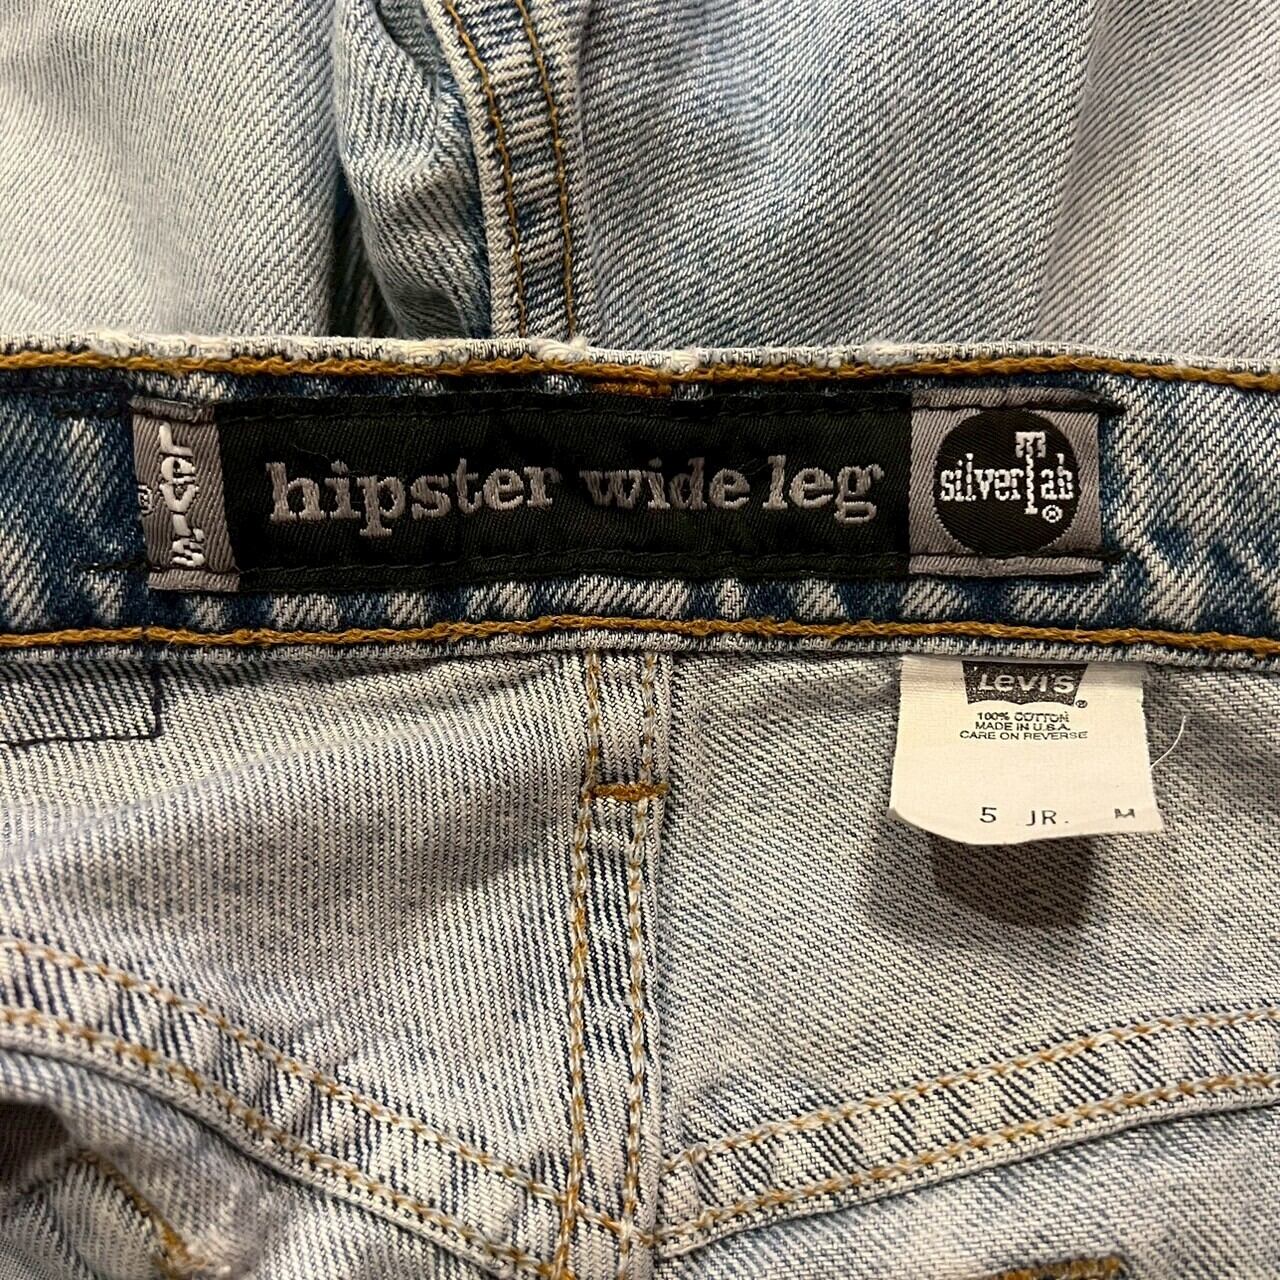 LEVI'S ®
hipster wide leg
silverTab ®
LEVI'S ®
100% COTTON
MADE IN U.S.A.
CARE ON REVERSE
5 JR. M